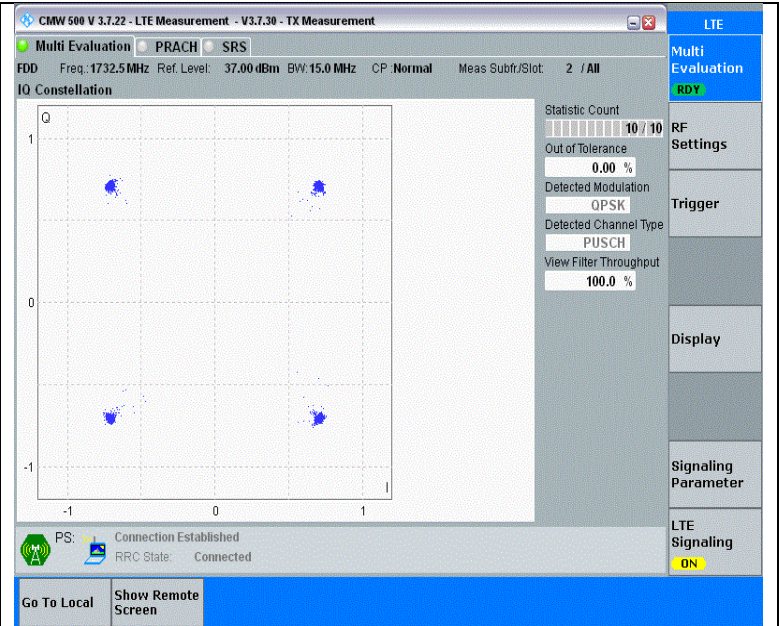 CMW 500 V 3.7.22 - LTE Measurement - V3.7.30 - TX Measurement
LTE
Multi Evaluation PRACH SRS
Multi
Evaluation
RDY
FDD Freq.:1732.5 MHz Ref. Level: 37.00 dBm BW:15.0 MHz CP :Normal Meas Subfr./Slot: 2 / All
IQ Constellation
Q
1
0
-1
-1 0 1
I
Statistic Count
10 / 10
Out of Tolerance
0.00 %
Detected Modulation
QPSK
Detected Channel Type
PUSCH
View Filter Throughput
100.0 %
RF
Settings
Trigger
Display
Signaling
Parameter
LTE
Signaling
ON
PS: Connection Established
RRC State: Connected
Go To Local
Show Remote
Screen